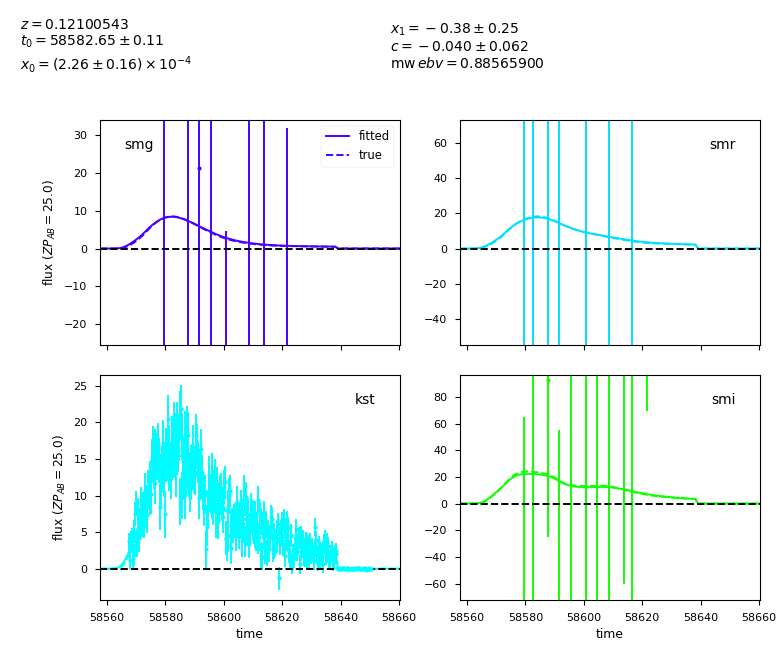 z = 0.12100543
t0 = 58582.65 ± 0.11
x0 = (2.26 ± 0.16) × 10^−4
x1 = −0.38 ± 0.25
c = −0.040 ± 0.062
mw ebv = 0.88565900
smg
fitted
true
30
20
10
0
−10
−20
flux (ZP_AB = 25.0)
smr
60
40
20
0
−20
−40
kst
25
20
15
10
5
0
flux (ZP_AB = 25.0)
58560 58580 58600 58620 58640 58660
time
smi
80
60
40
20
0
−20
−40
−60
58560 58580 58600 58620 58640 58660
time